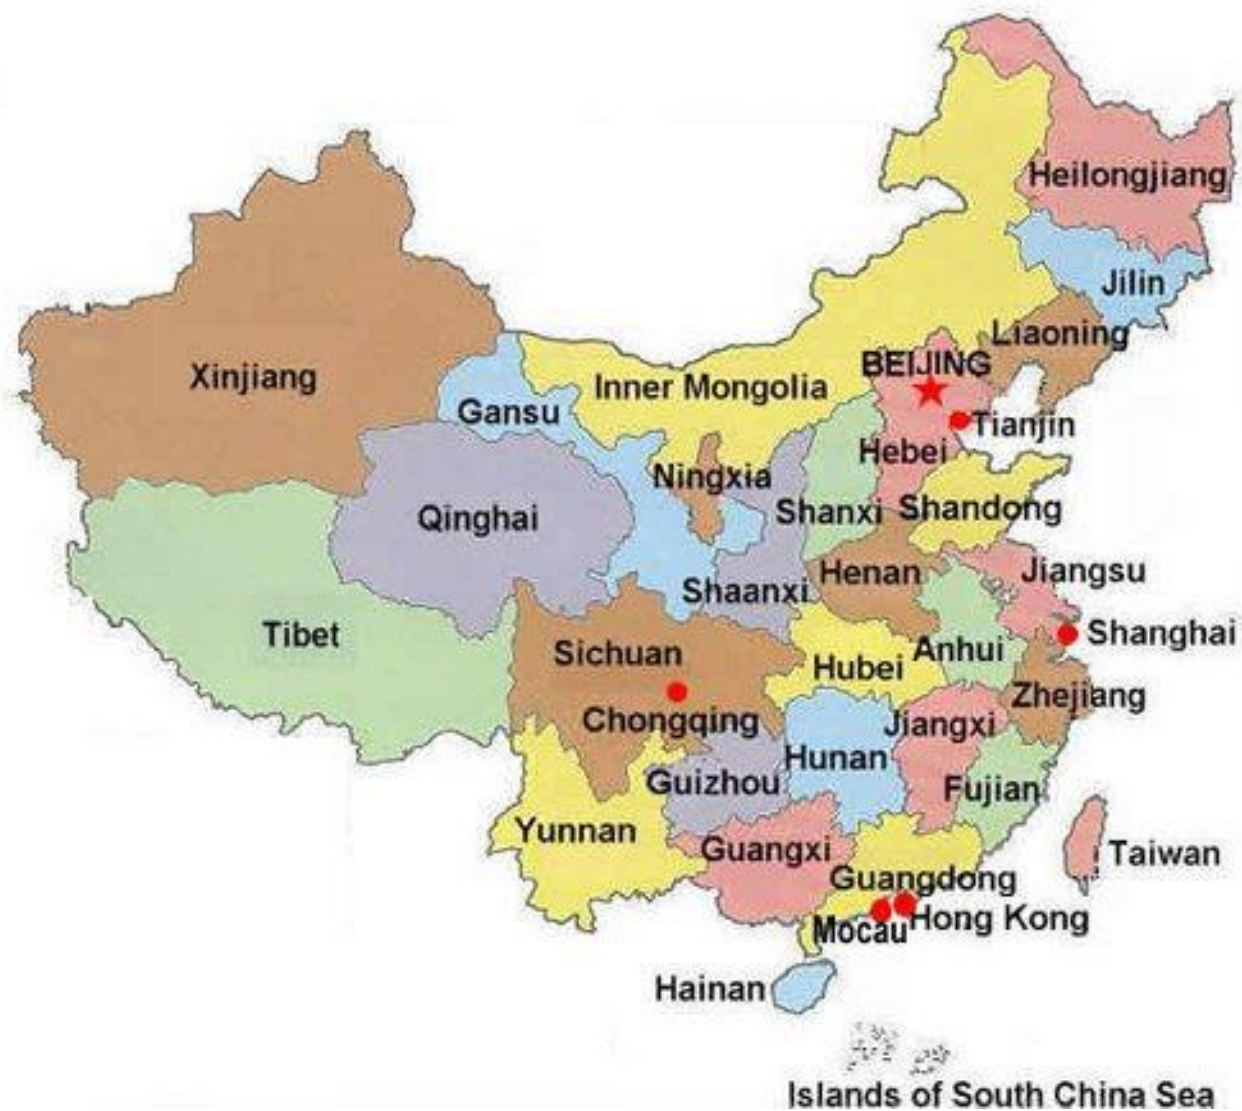 Heilongjiang
Jilin
Liaoning
BEIJING
Xinjiang
Inner Mongolia
Gansu
Tianjin
Hebei
Ningxia
Shanxi
Shandong
Qinghai
Henan
Jiangsu
Shaanxi
Tibet
Shanghai
Sichuan
Anhui
Hubei
Zhejiang
Chongqing
Jiangxi
Hunan
Guizhou
Fujian
Yunnan
Guangxi
Taiwan
Guangdong
Hong Kong
Mocau
Hainan
Islands of South China Sea